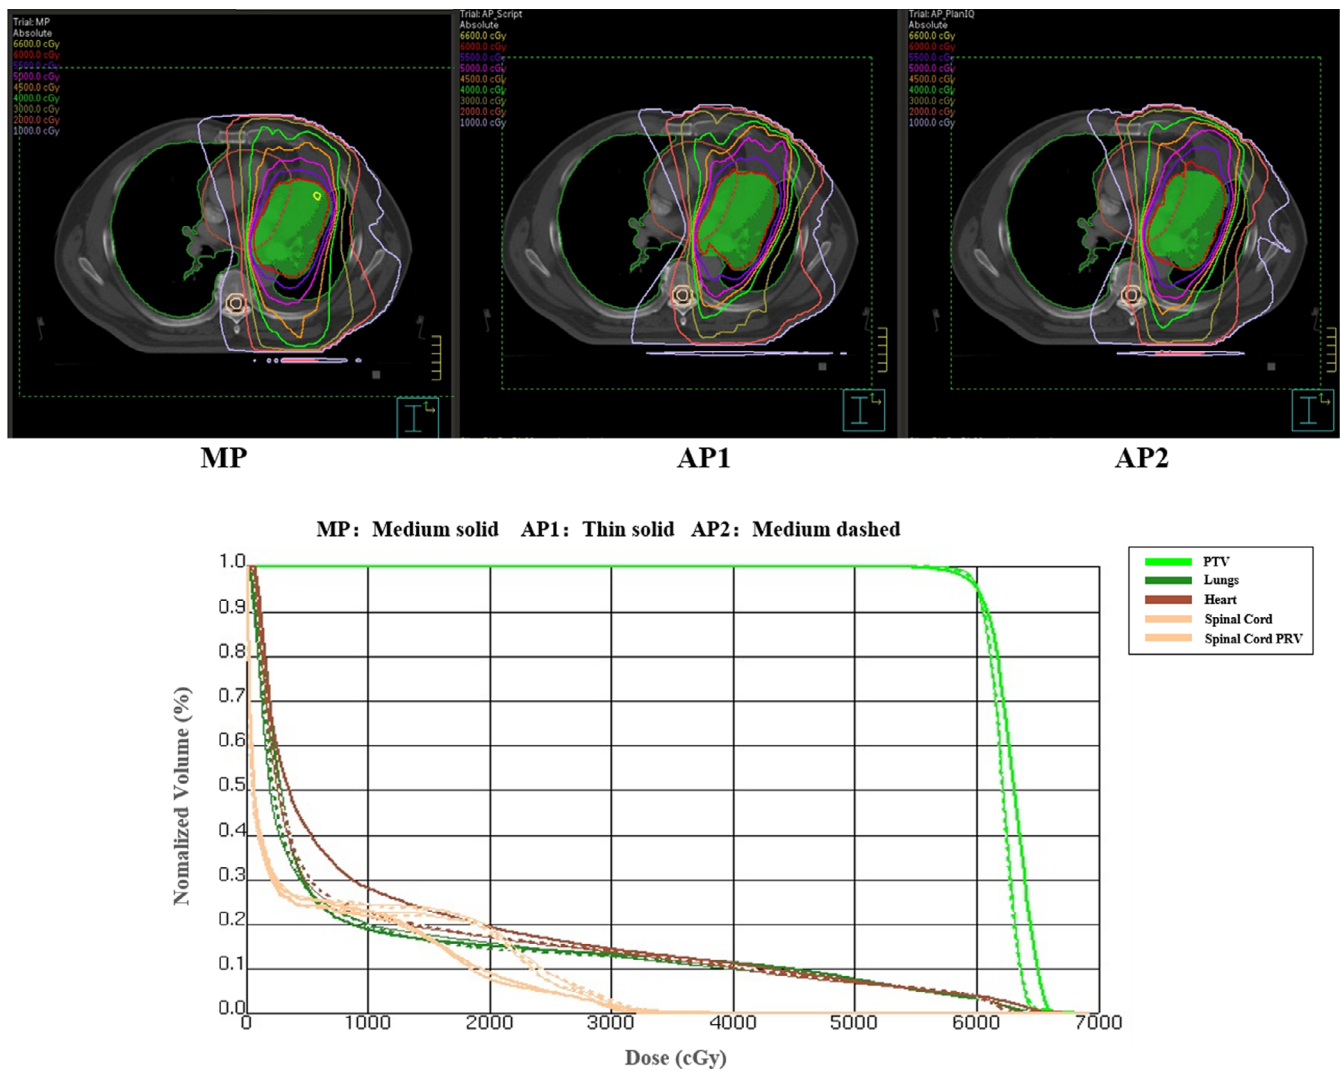 Trial: MP
Absolute
6600.0 cGy
6000.0 cGy
5500.0 cGy
5000.0 cGy
4500.0 cGy
4000.0 cGy
3000.0 cGy
2000.0 cGy
1000.0 cGy
Trial: AP_Script
Absolute
6600.0 cGy
6000.0 cGy
5500.0 cGy
5000.0 cGy
4500.0 cGy
4000.0 cGy
3000.0 cGy
2000.0 cGy
1000.0 cGy
Trial: AP_PlanIQ
Absolute
6600.0 cGy
6000.0 cGy
5500.0 cGy
5000.0 cGy
4500.0 cGy
4000.0 cGy
3000.0 cGy
2000.0 cGy
1000.0 cGy
MP AP1 AP2
MP: Medium solid AP1: Thin solid AP2: Medium dashed
PTV
Lungs
Heart
Spinal Cord
Spinal Cord PRV
Nomalized Volume (%)
1.0
0.9
0.8
0.7
0.6
0.5
0.4
0.3
0.2
0.1
0.0
0 1000 2000 3000 4000 5000 6000 7000
Dose (cGy)